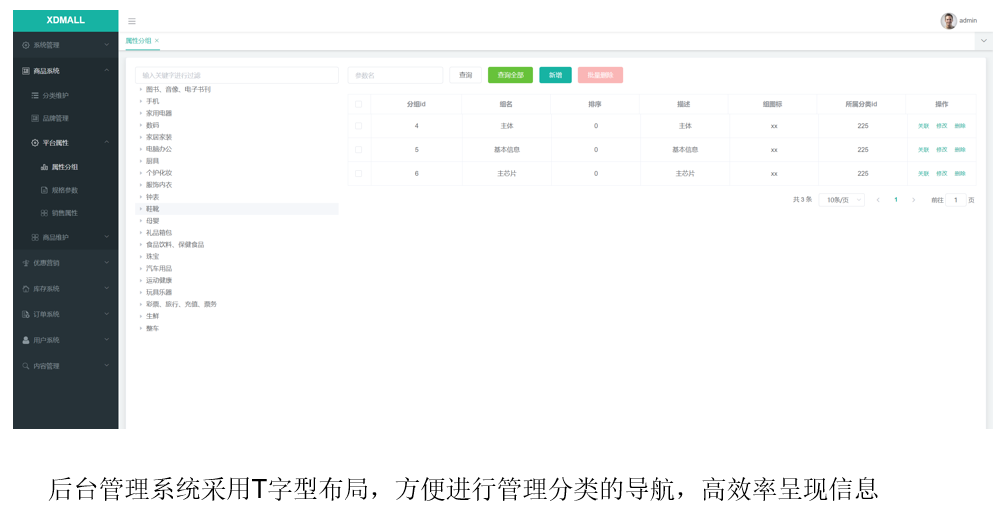 XDMALL
admin
系统管理
属性分组 ×
商品系统
分类维护
品牌管理
平台属性
属性分组
规格参数
销售属性
商品维护
优惠营销
库存系统
订单系统
用户系统
内容管理
输入关键字进行过滤
图书、音像、电子书刊
手机
家用电器
数码
家居家装
电脑办公
厨具
个护化妆
服饰内衣
钟表
鞋靴
母婴
礼品箱包
食品饮料、保健食品
珠宝
汽车用品
运动健康
玩具乐器
彩票、旅行、充值、票务
生鲜
整车
参数名 查询 查询全部 新增 批量删除
分组id 组名 排序 描述 组图标 所属分类id 操作
4 主体 0 主体 xx 225 关联 修改 删除
5 基本信息 0 基本信息 xx 225 关联 修改 删除
6 主芯片 0 主芯片 xx 225 关联 修改 删除
共 3 条 10条/页 1 前往 1 页
后台管理系统采用T字型布局，方便进行管理分类的导航，高效率呈现信息